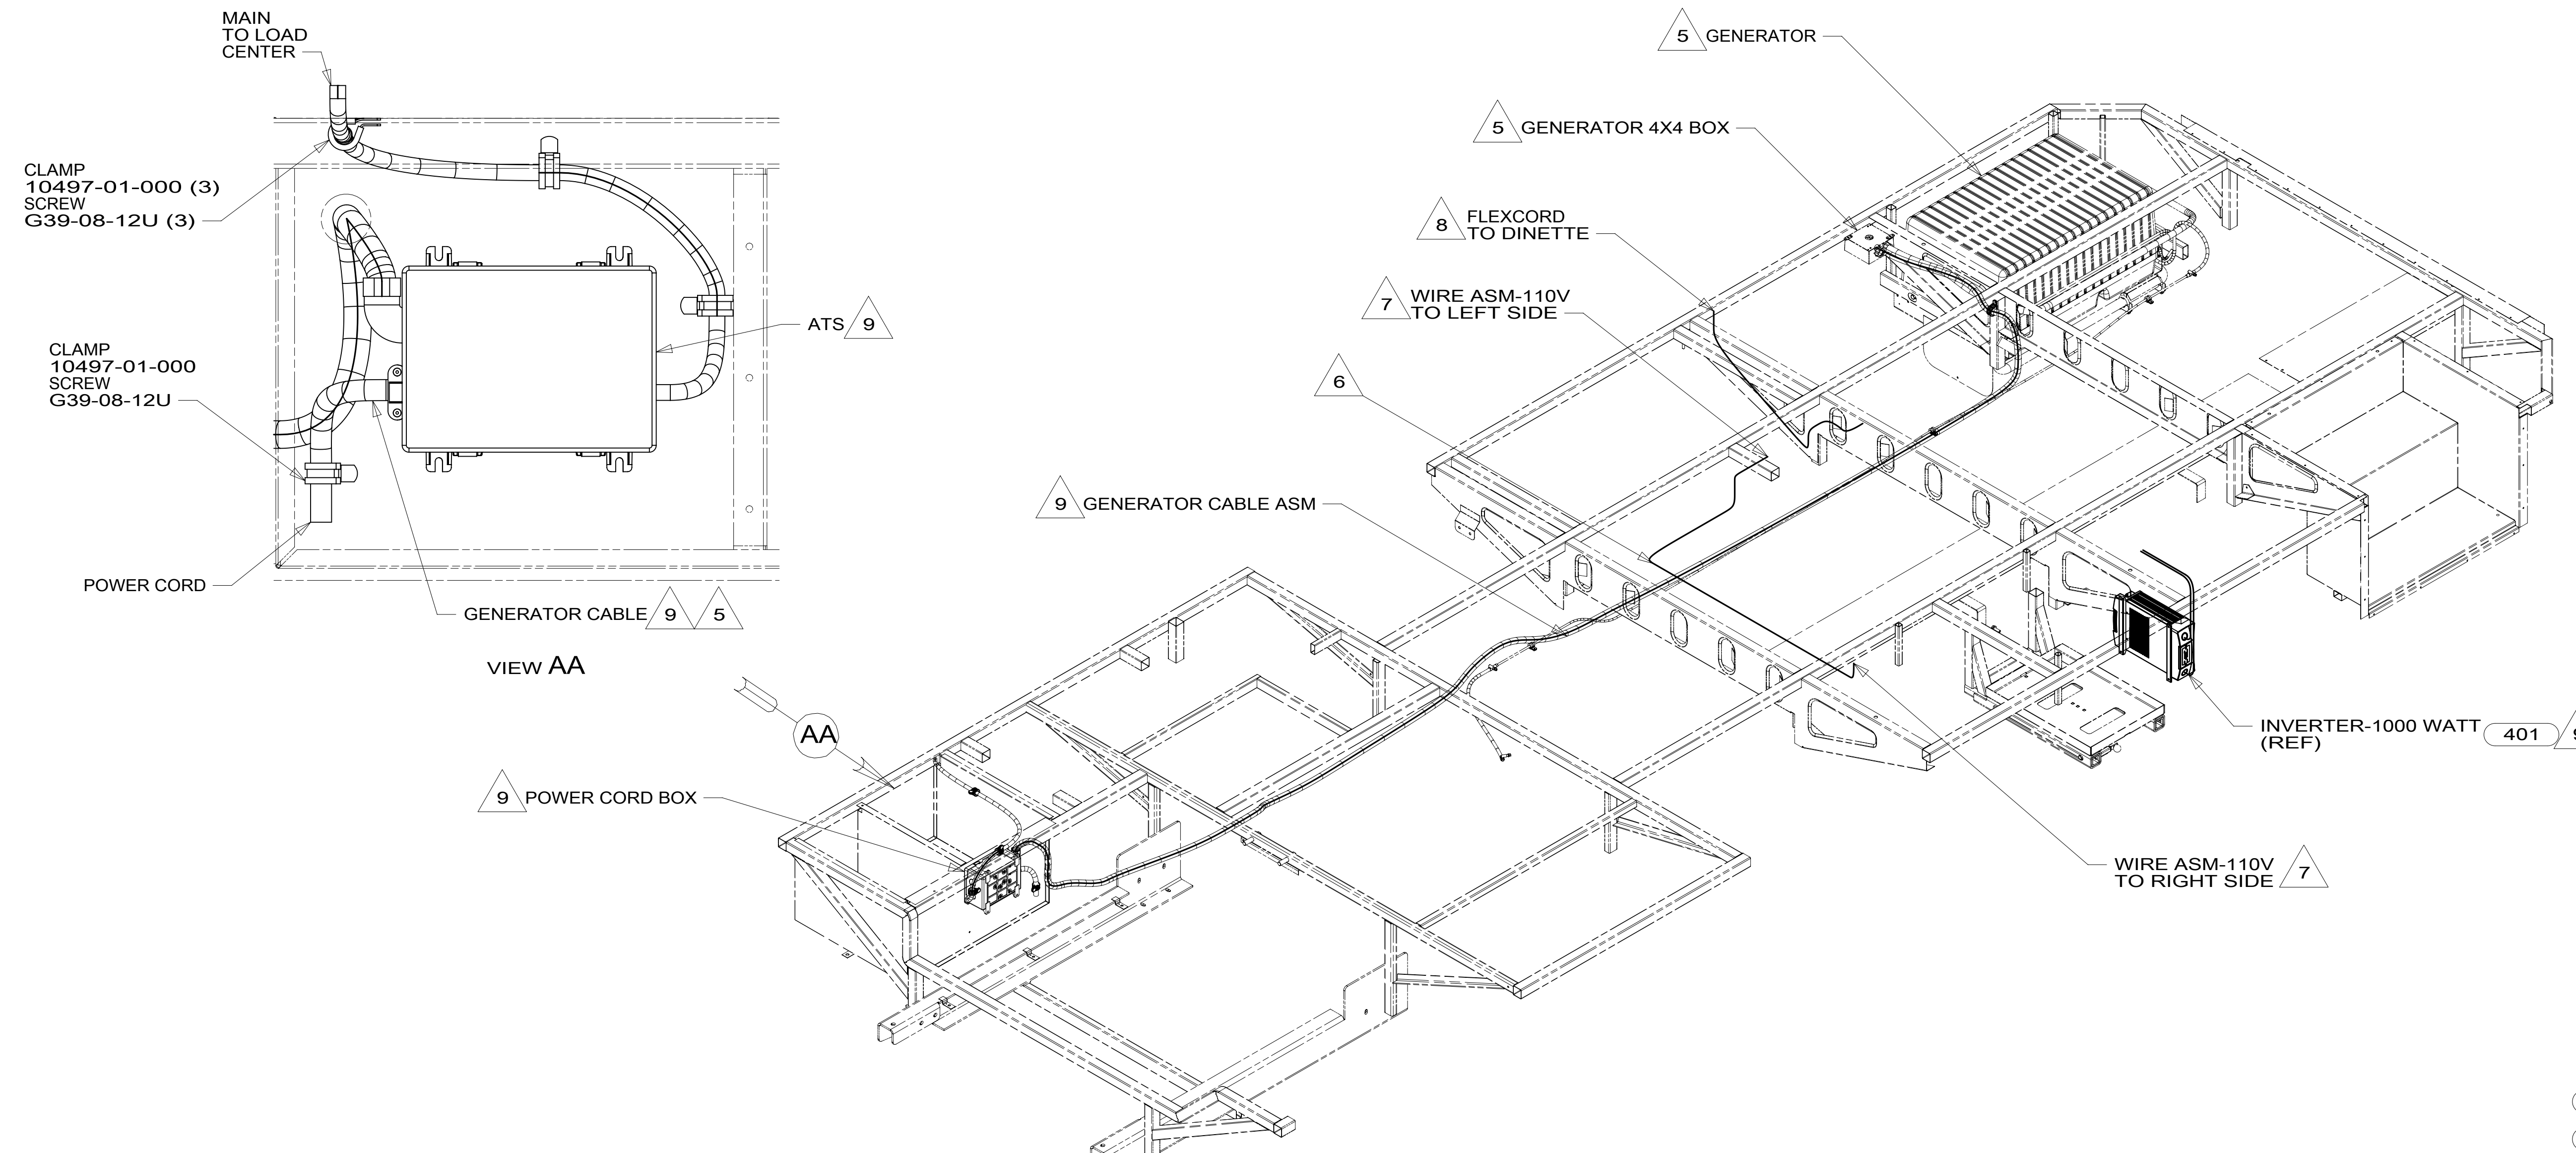 MAIN
TO LOAD
CENTER
CLAMP
10497-01-000 (3)
SCREW
G39-08-12U (3)
CLAMP
10497-01-000
SCREW
G39-08-12U
ATS 9
POWER CORD
GENERATOR CABLE 9 5
VIEW AA
AA
5 GENERATOR
5 GENERATOR 4X4 BOX
8 FLEXCORD
TO DINETTE
7 WIRE ASM-110V
TO LEFT SIDE
6
9 GENERATOR CABLE ASM
9 POWER CORD BOX
INVERTER-1000 WATT 401
(REF)
WIRE ASM-110V
TO RIGHT SIDE 7